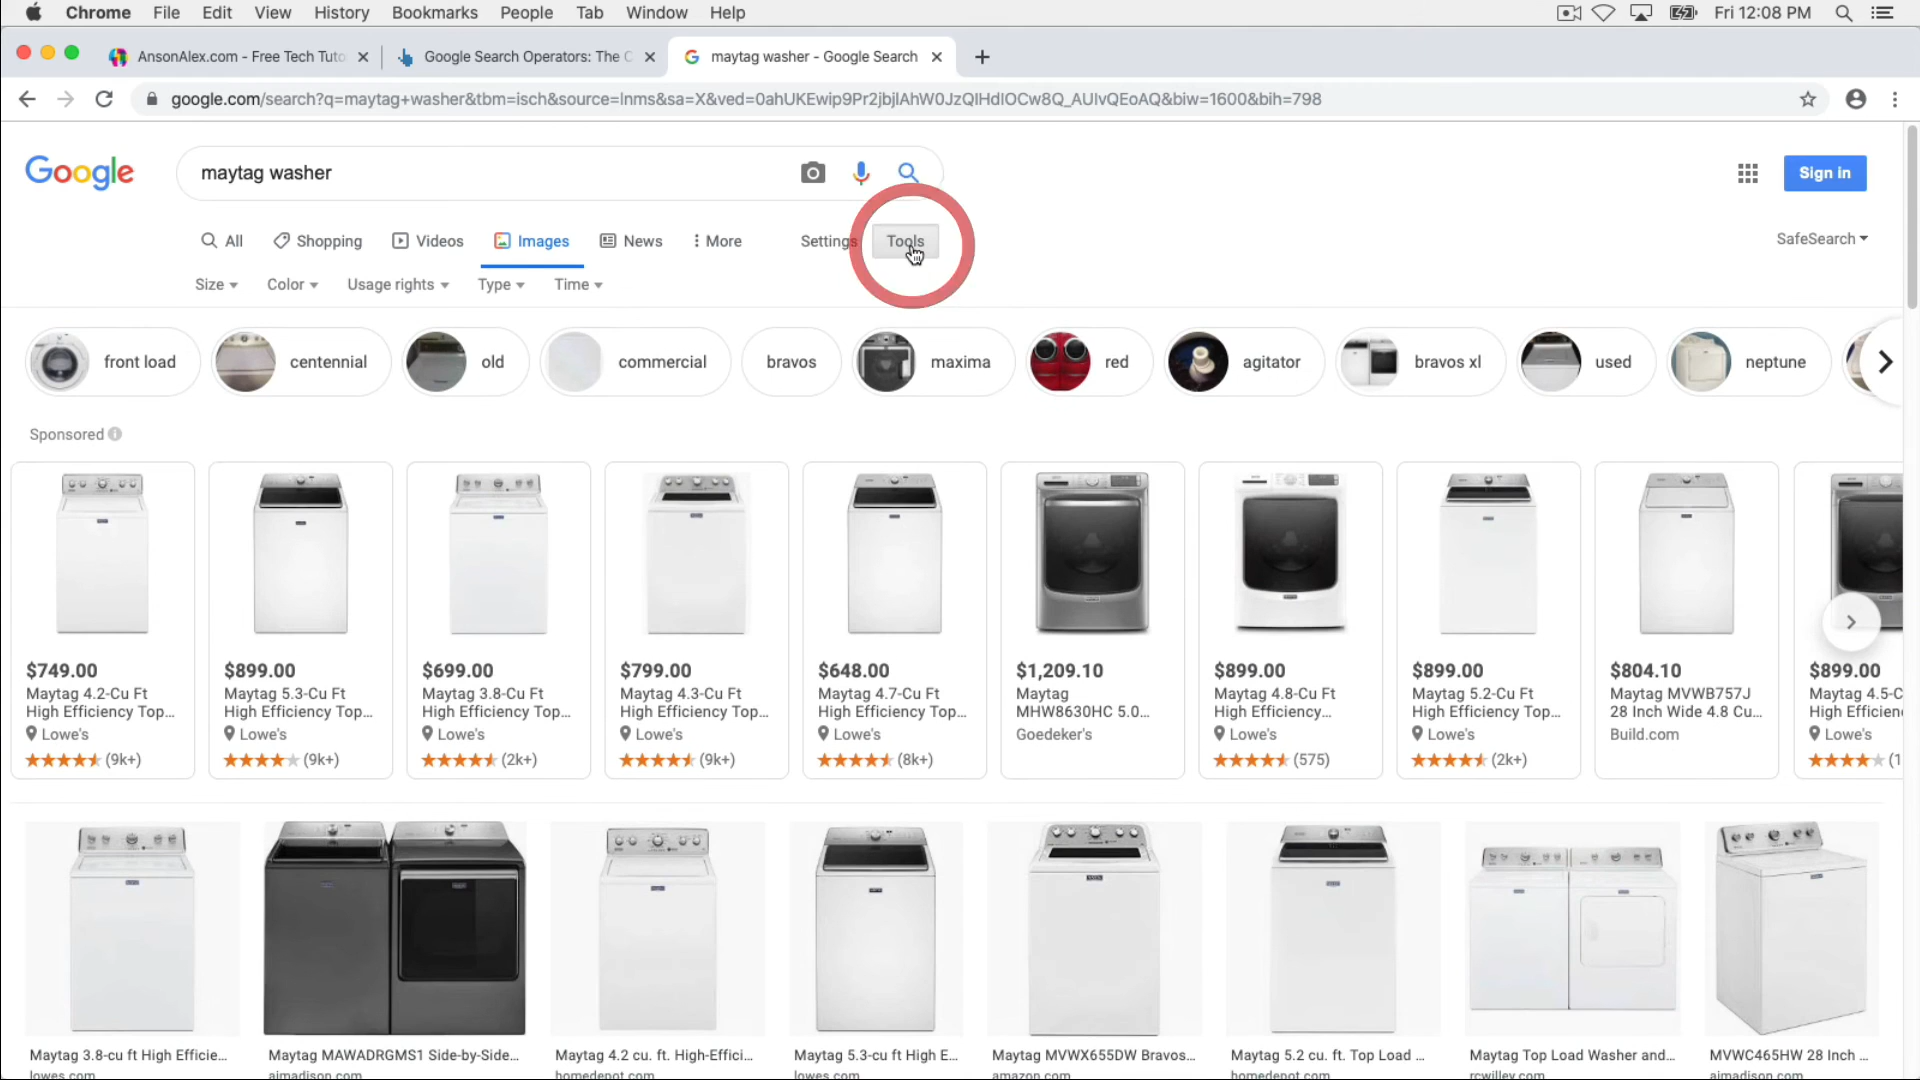 Chrome File Edit View History Bookmarks People Tab Window Help Fri 12:08 PM
AnsonAlex.com - Free Tech Tuto Google Search Operators: The C maytag washer - Google Search
google.com/search?q=maytag+washer&tbm=isch&source=lnms&sa=X&ved=0ahUKEwip9Pr2jbjlAhW0JzQIHdIOCw8Q_AUIvQEoAQ&biw=1600&bih=798
Google maytag washer Sign in
All Shopping Videos Images News More Settings Tools SafeSearch
Size Color Usage rights Type Time
front load centennial old commercial bravos maxima red agitator bravos xl used neptune
Sponsored
$749.00 $899.00 $699.00 $799.00 $648.00 $1,209.10 $899.00 $899.00 $804.10 $899.00
Maytag 4.2-Cu Ft Maytag 5.3-Cu Ft Maytag 3.8-Cu Ft Maytag 4.3-Cu Ft Maytag 4.7-Cu Ft Maytag Maytag 4.8-Cu Ft Maytag 5.2-Cu Ft Maytag MVWB757J Maytag 4.5-C
High Efficiency Top... High Efficiency Top... High Efficiency Top... High Efficiency Top... High Efficiency Top... MHW8630HC 5.0... High Efficiency... High Efficiency Top... 28 Inch Wide 4.8 Cu... High Efficien
Lowe's Lowe's Lowe's Lowe's Lowe's Goedeker's Lowe's Lowe's Build.com Lowe's
(9k+) (9k+) (2k+) (9k+) (8k+) (575) (2k+) (1
Maytag 3.8-cu ft High Efficie... Maytag MAWADRGMS1 Side-by-Side... Maytag 4.2 cu. ft. High-Effici... Maytag 5.3-cu ft High E... Maytag MVWX655DW Bravos... Maytag 5.2 cu. ft. Top Load ... Maytag Top Load Washer and... MVWC465HW 28 Inch ...
lowes.com ajmadison.com homedepot.com lowes.com amazon.com homedepot.com rcwilley.com ajmadison.com